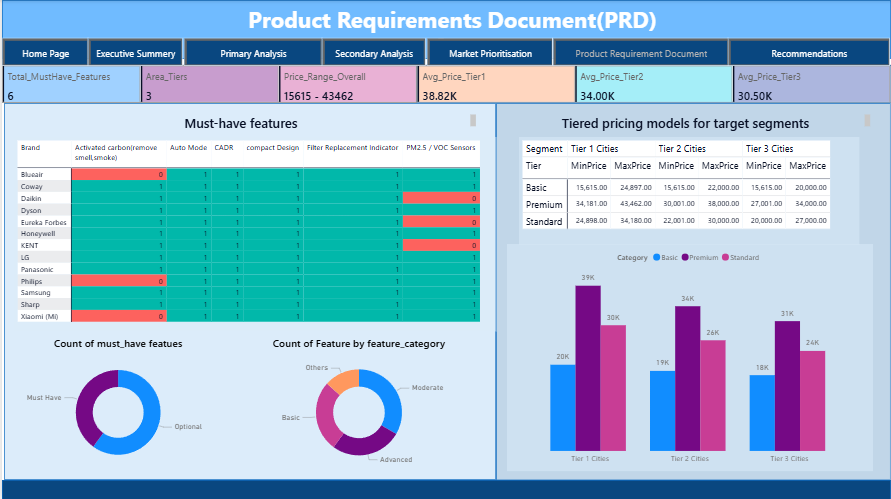 Product Requirements Document(PRD)
Home Page Executive Summery Primary Analysis Secondary Analysis Market Prioritisation Product Requirement Document Recommendations
Total_MustHave_Features Area_Tiers Price_Range_Overall Avg_Price_Tier1 Avg_Price_Tier2 Avg_Price_Tier3
6 3 15615 - 43462 38.82K 34.00K 30.50K
Must-have features
Brand Activated carbon(remove Auto Mode CADR compact Design Filter Replacement Indicator PM2.5 / VOC Sensors
smell,smoke)
Blueair 0 1 1 1 1 1
Coway 1 1 1 1 1 1
Daikin 1 1 1 1 1 0
Dyson 1 1 1 1 1 1
Eureka Forbes 1 1 1 1 1 0
Honeywell 1 1 1 1 1 1
KENT 1 1 1 1 1 0
LG 1 1 1 1 1 1
Panasonic 1 1 1 1 1 1
Philips 0 1 1 1 1 1
Samsung 1 1 1 1 1 1
Sharp 1 1 1 1 1 1
Xiaomi (Mi) 0 1 1 1 1 1
Count of must_have featues
Must Have
Optional
Count of Feature by feature_category
Others
Moderate
Basic
Advanced
Tiered pricing models for target segments
Segment Tier 1 Cities Tier 2 Cities Tier 3 Cities
Tier MinPrice MaxPrice MinPrice MaxPrice MinPrice MaxPrice
Basic 15,615.00 24,897.00 15,615.00 22,000.00 15,615.00 20,000.00
Premium 34,181.00 43,462.00 30,001.00 38,000.00 27,001.00 34,000.00
Standard 24,898.00 34,180.00 22,001.00 30,000.00 20,000.00 27,000.00
Category Basic Premium Standard
39K
36K
30K
31K
26K
24K
20K
19K
18K
Tier 1 Cities Tier 2 Cities Tier 3 Cities